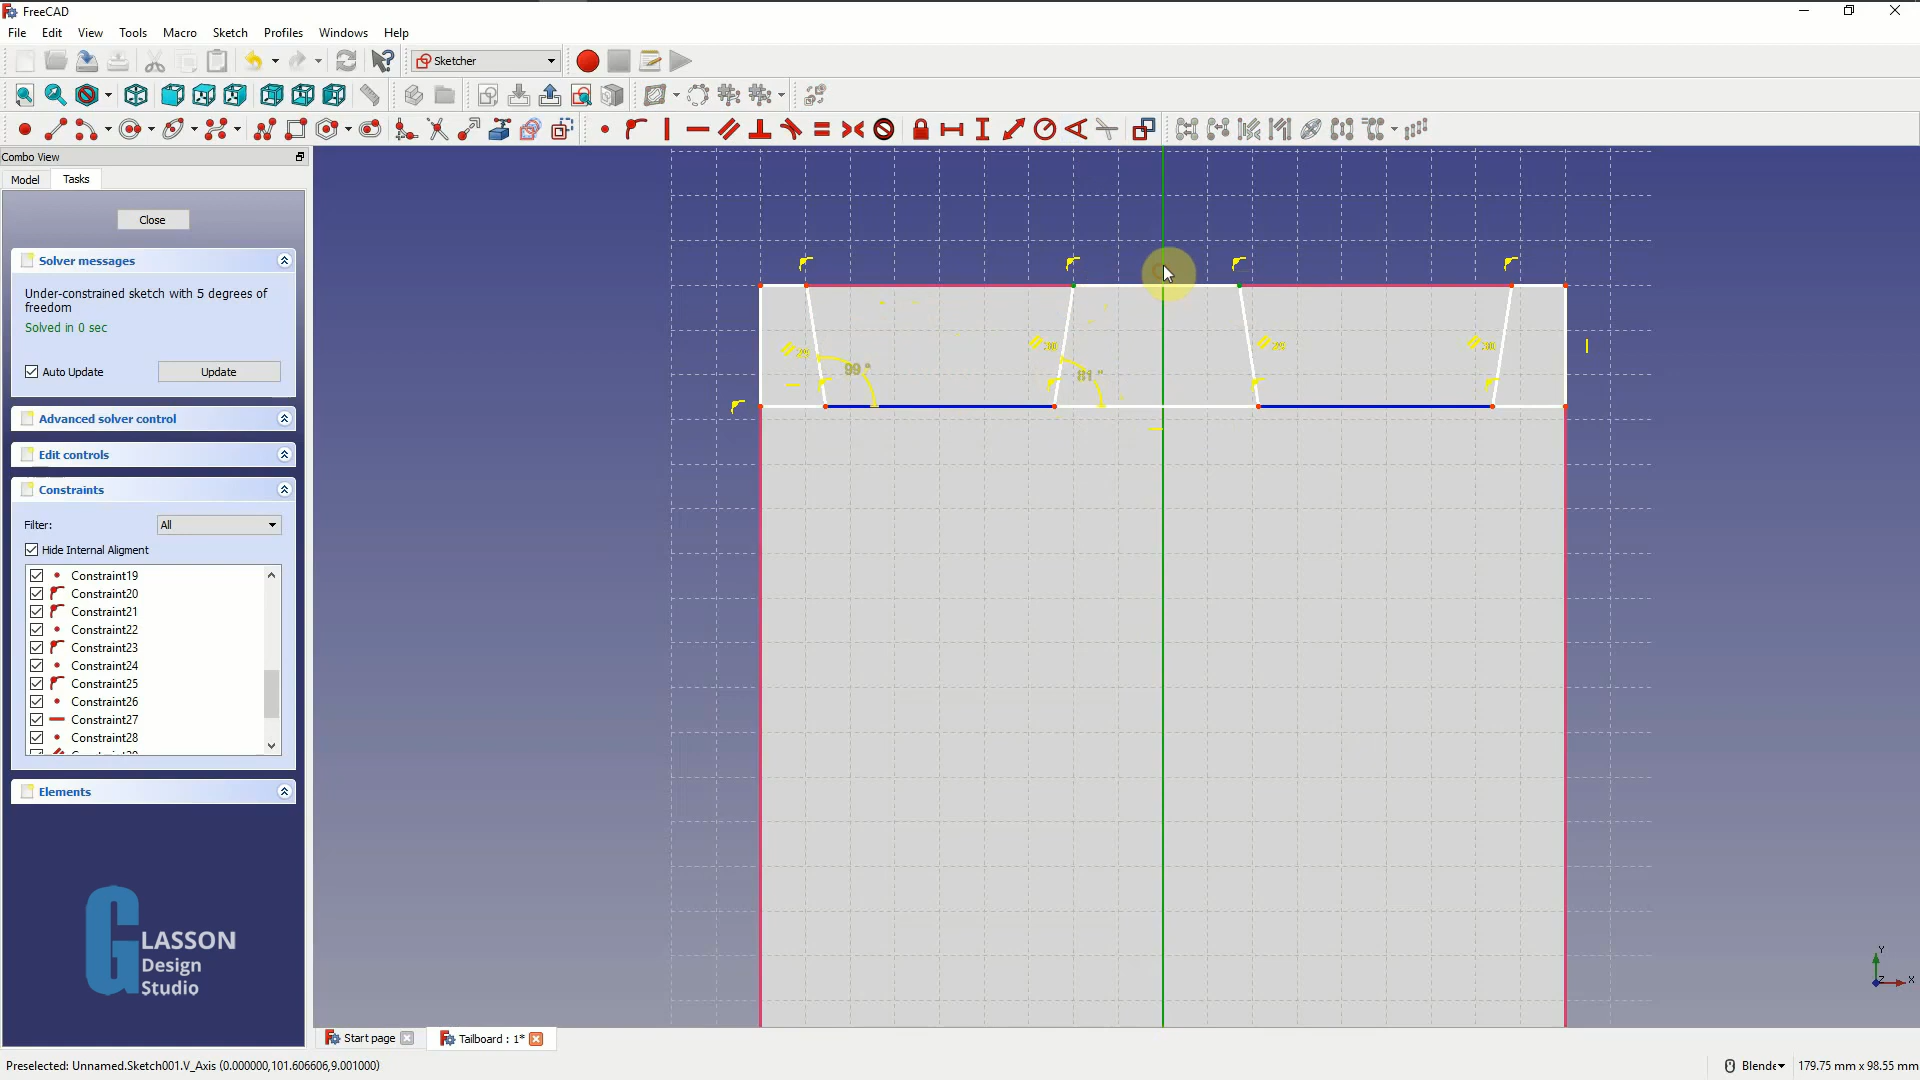 FreeCAD
File Edit View Tools Macro Sketch Profiles Windows Help
Sketcher
Combo View
Model Tasks
Close
Solver messages
Under-constrained sketch with 5 degrees of
freedom
Solved in 0 sec
Auto Update Update
Advanced solver control
Edit controls
Constraints
Filter: All
Hide Internal Aligment
Constraint19
Constraint20
Constraint21
Constraint22
Constraint23
Constraint24
Constraint25
Constraint26
Constraint27
Constraint28
Elements
99 °
81 °
GLASSON
Design
Studio
Y
Z
X
Start page Tailboard : 1*
Preselected: Unnamed.Sketch001.V_Axis (0.000000,101.606606,9.001000)
Blende 179.75 mm x 98.55 mm